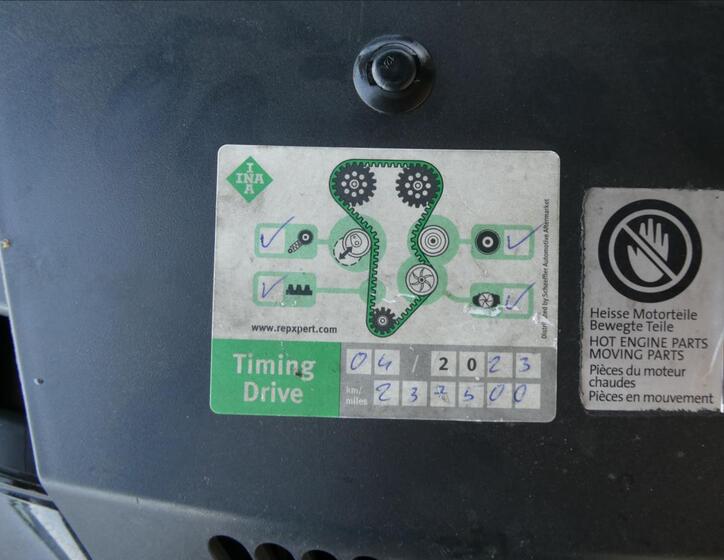 INA
INA
www.repxpert.com
Distributed by Schaeffler Automotive Aftermarket
Timing
Drive
04 / 2023
km/
miles
237500
Heisse Motorteile
Bewegte Teile
HOT ENGINE PARTS
MOVING PARTS
Pièces du moteur
chaudes
Pièces en mouvement